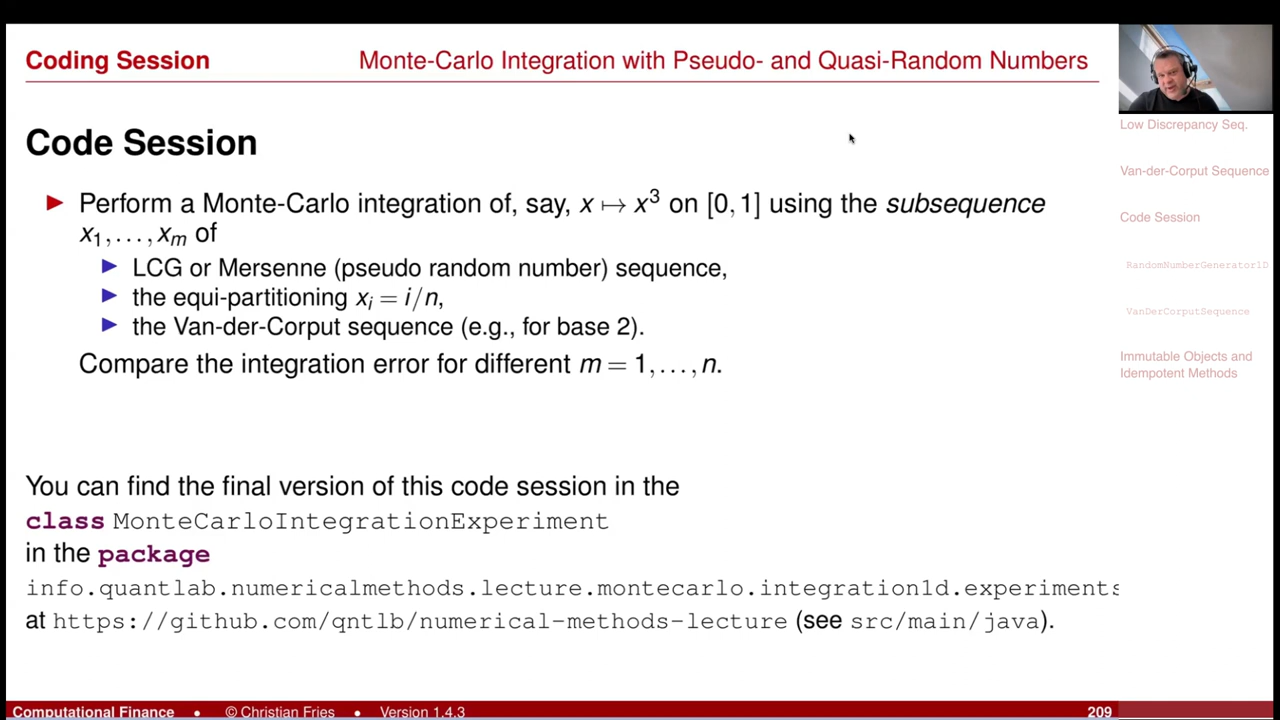 Coding Session
Monte-Carlo Integration with Pseudo- and Quasi-Random Numbers
Code Session
► Perform a Monte-Carlo integration of, say, x ↦ x³ on [0,1] using the subsequence
x₁,...,xₘ of
► LCG or Mersenne (pseudo random number) sequence,
► the equi-partitioning xᵢ = i/n,
► the Van-der-Corput sequence (e.g., for base 2).
Compare the integration error for different m = 1,...,n.
You can find the final version of this code session in the
class MonteCarloIntegrationExperiment
in the package
info.quantlab.numericalmethods.lecture.montecarlo.integration1d.experiments
at https://github.com/qntlb/numerical-methods-lecture (see src/main/java).
Low Discrepancy Seq.
Van-der-Corput Sequence
Code Session
RandomNumberGenerator1D
VanDerCorputSequence
Immutable Objects and
Idempotent Methods
Computational Finance • © Christian Fries • Version 1.4.3
209